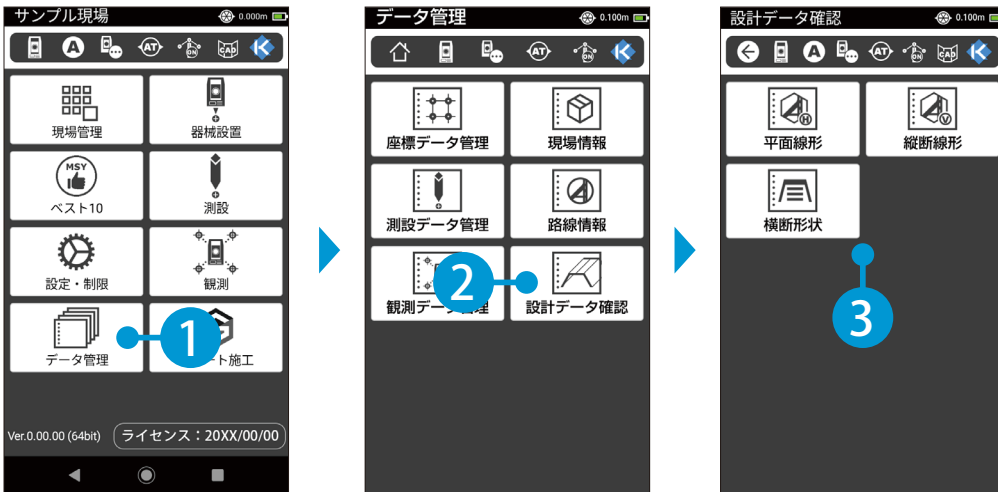 サンプル現場
0.000m
A
AT
ON
CAD
現場管理
器械設置
MSY
ベスト10
測設
設定・制限
観測
データ管理
ート施工
1
Ver.0.00.00 (64bit)
ライセンス：20XX/00/00
データ管理
0.100m
AT
ON
座標データ管理
現場情報
測設データ管理
路線情報
観測データ管理
設計データ確認
2
設計データ確認
0.100m
A
AT
ON
CAD
H
平面線形
V
縦断線形
横断形状
3